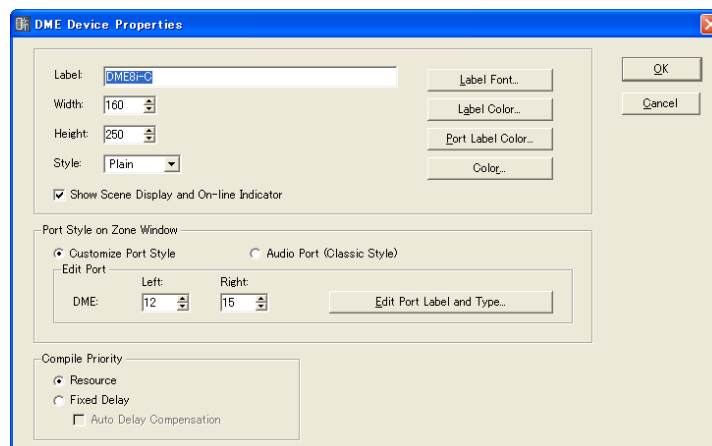 DME Device Properties
Label: DME8i-C Label Font... OK
Width: 160 Label Color... Cancel
Height: 250 Port Label Color...
Style: Plain Color...
Show Scene Display and On-line Indicator
Port Style on Zone Window
Customize Port Style Audio Port (Classic Style)
Edit Port
Left: Right:
DME: 12 15 Edit Port Label and Type...
Compile Priority
Resource
Fixed Delay
Auto Delay Compensation